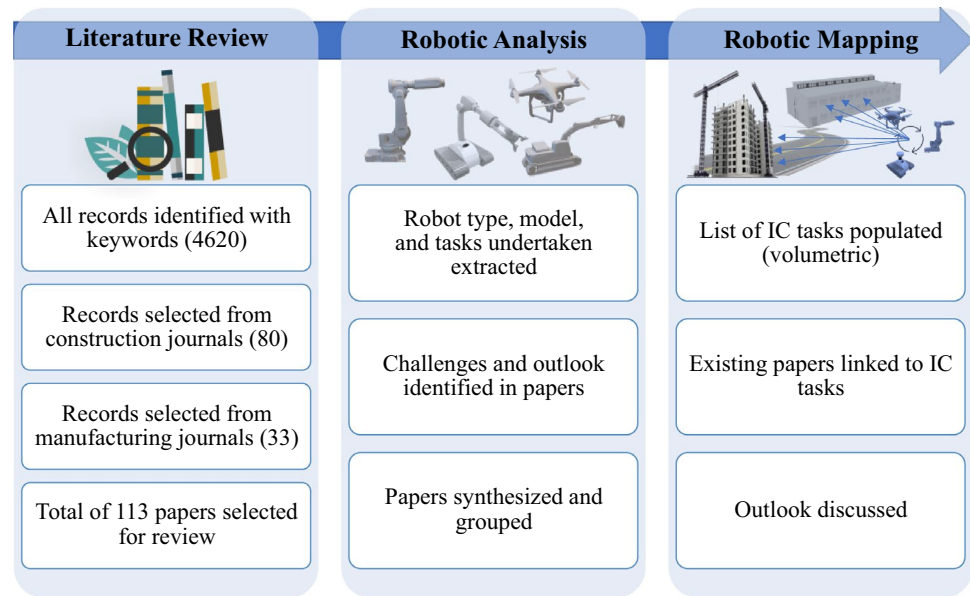 Literature Review
All records identified with
keywords (4620)
Records selected from
construction journals (80)
Records selected from
manufacturing journals (33)
Total of 113 papers selected
for review
Robotic Analysis
Robot type, model,
and tasks undertaken
extracted
Challenges and outlook
identified in papers
Papers synthesized and
grouped
Robotic Mapping
List of IC tasks populated
(volumetric)
Existing papers linked to IC
tasks
Outlook discussed